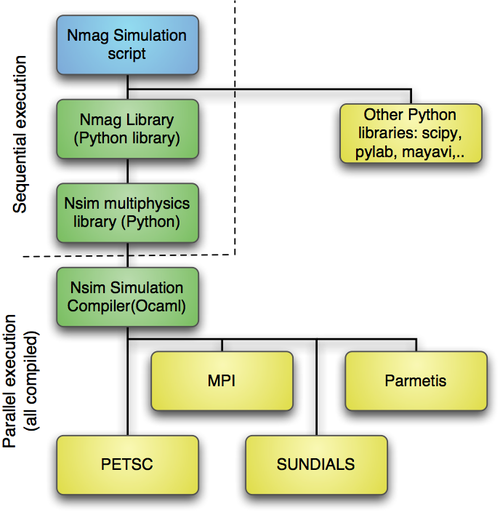 Sequential execution
Nmag Simulation
script
Nmag Library
(Python library)
Other Python
libraries: scipy,
pylab, mayavi,..
Nsim multiphysics
library (Python)
Parallel execution
(all compiled)
Nsim Simulation
Compiler(Ocaml)
MPI
Parmetis
PETSC
SUNDIALS